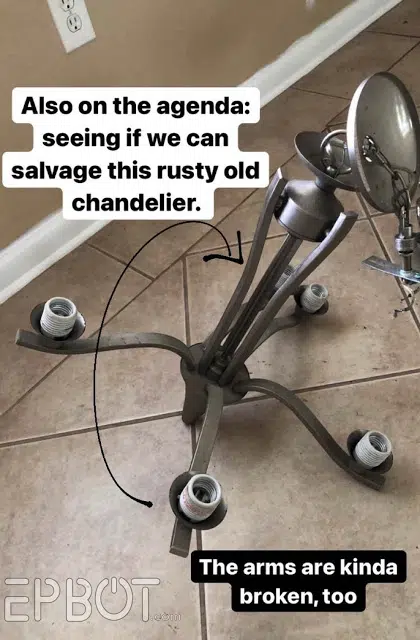 Also on the agenda:
seeing if we can
salvage this rusty old
chandelier.
The arms are kinda
broken, too
EPBOT.com